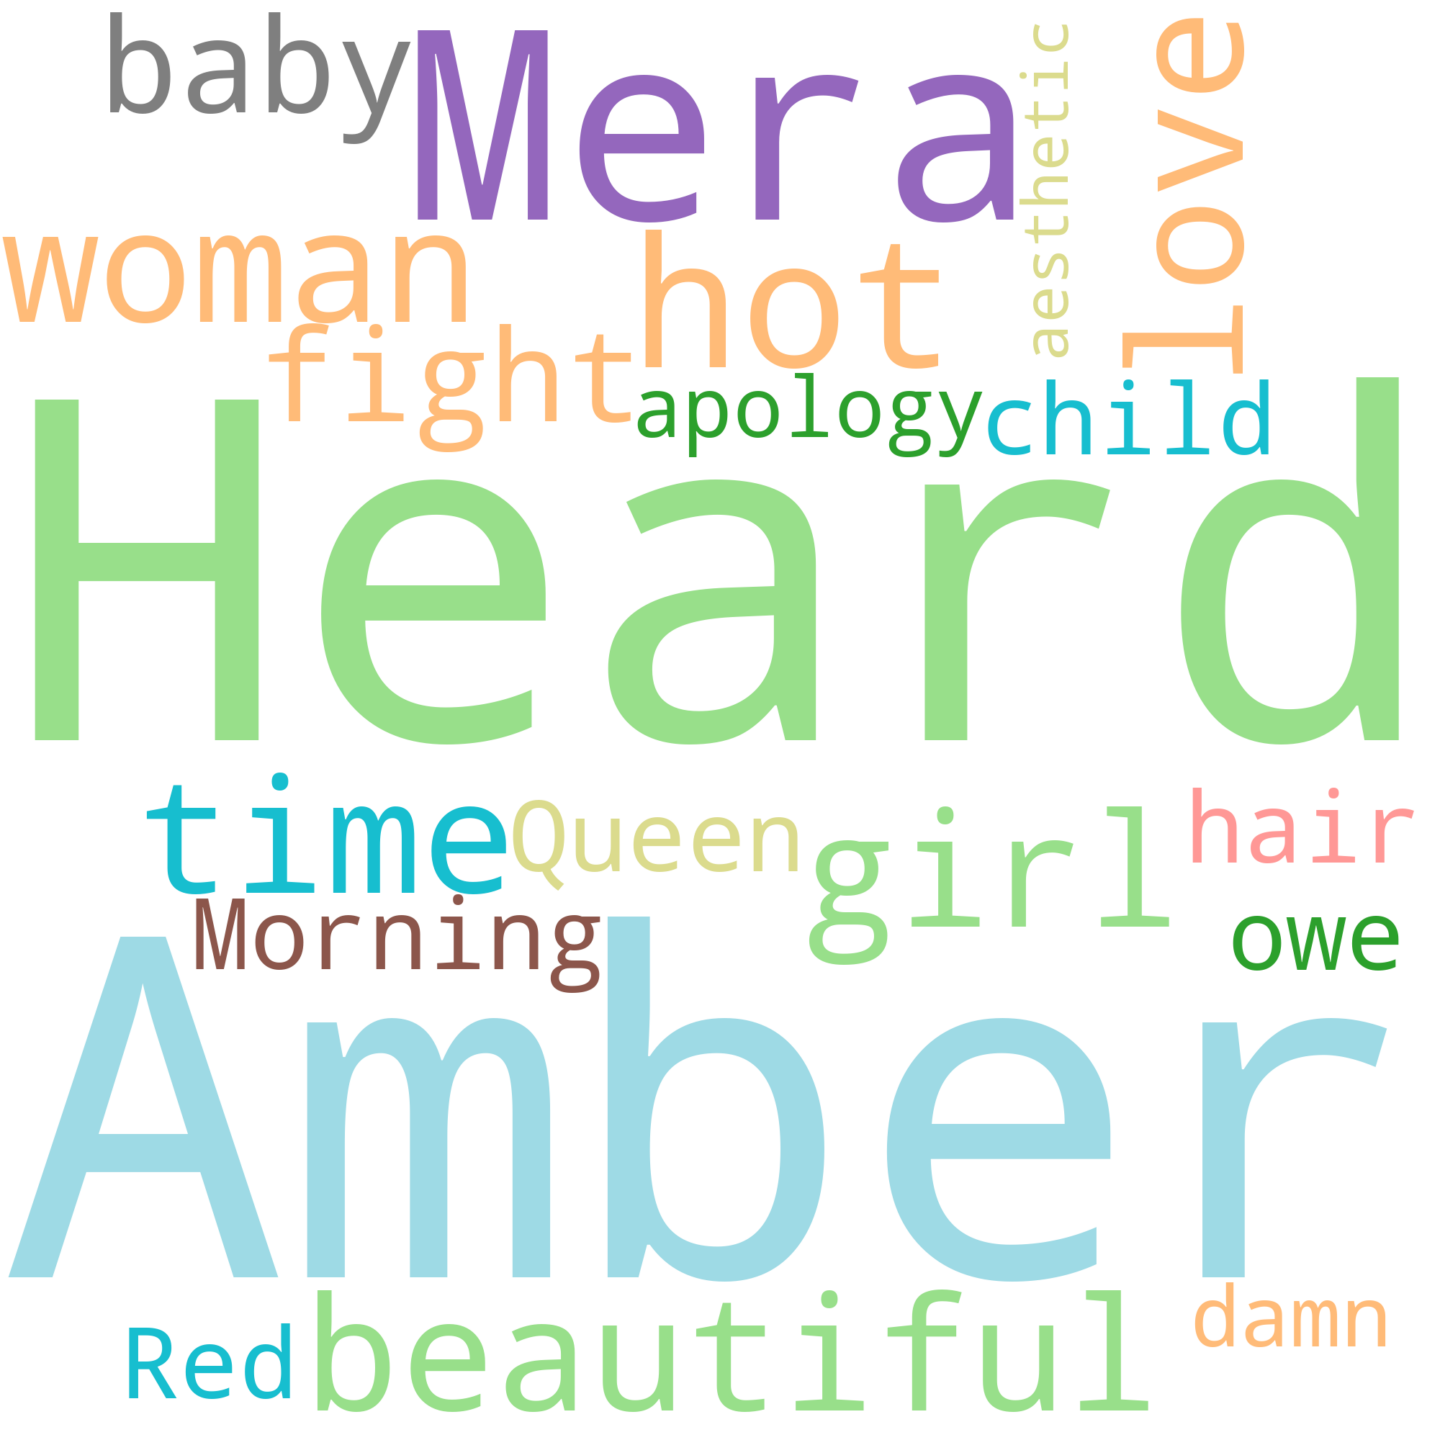 baby
Mera
aesthetic
love
woman
hot
fight
apology
child
Heard
time
Queen
girl
hair
Morning
owe
Amber
Red
beautiful
damn